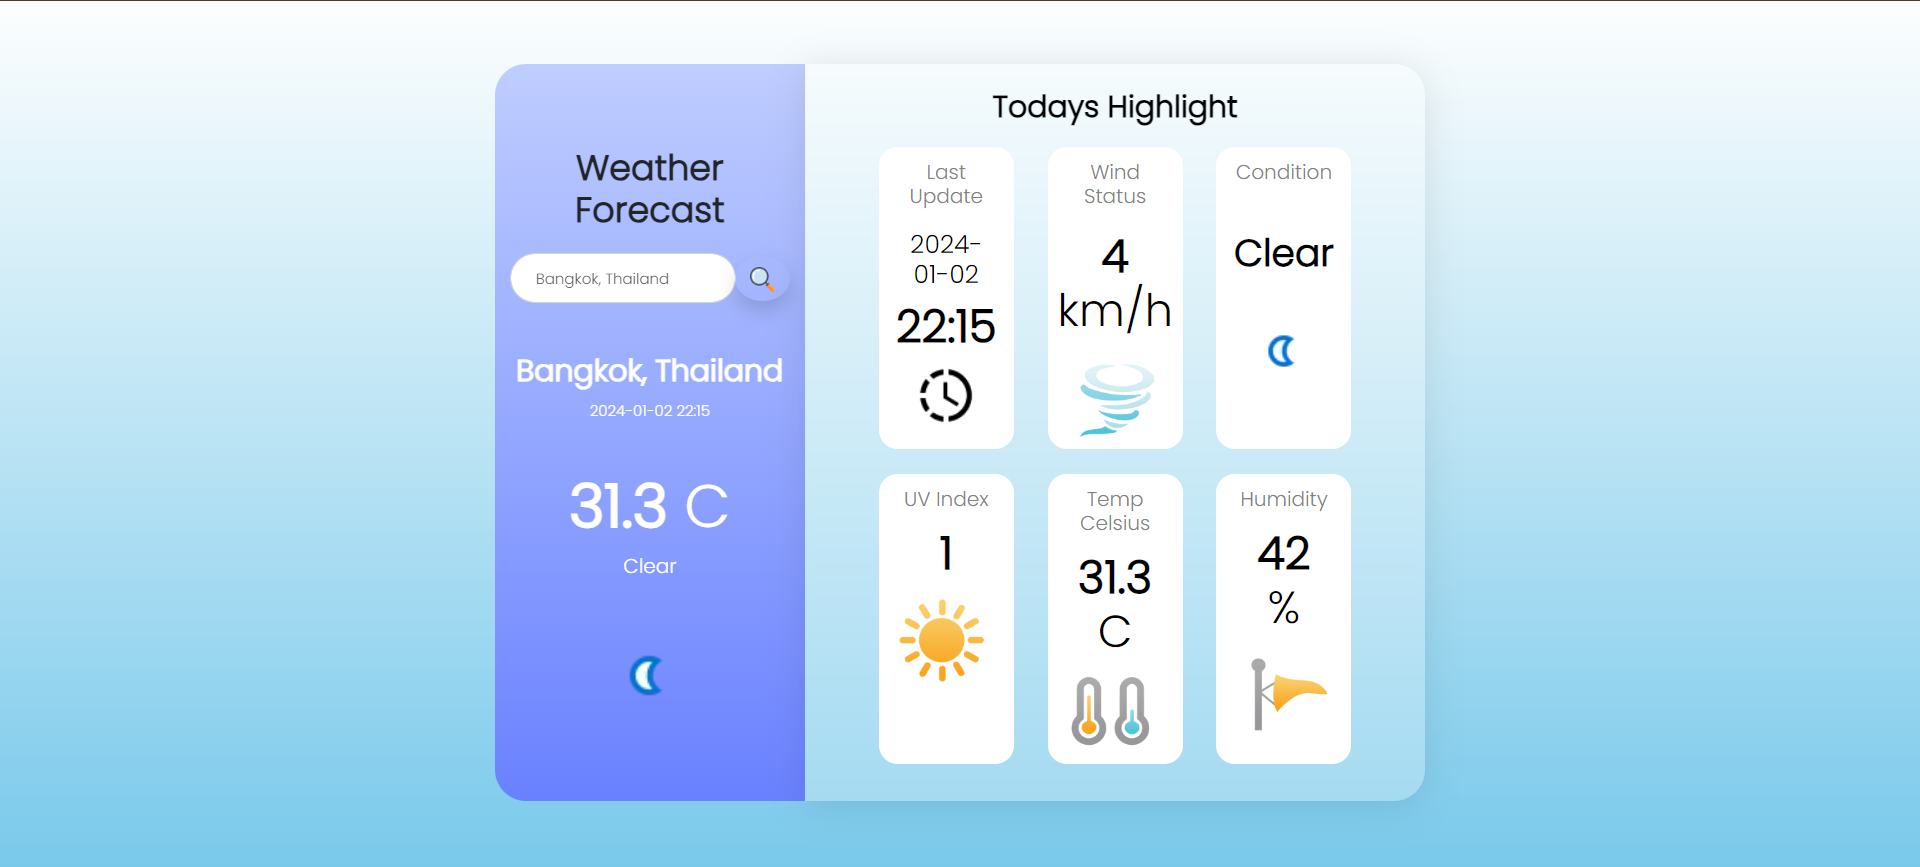 Weather
Forecast
Bangkok, Thailand
Bangkok, Thailand
2024-01-02 22:15
31.3 C
Clear
Todays Highlight
Last
Update
2024-
01-02
22:15
Wind
Status
4
km/h
Condition
Clear
UV Index
1
Temp
Celsius
31.3
C
Humidity
42
%